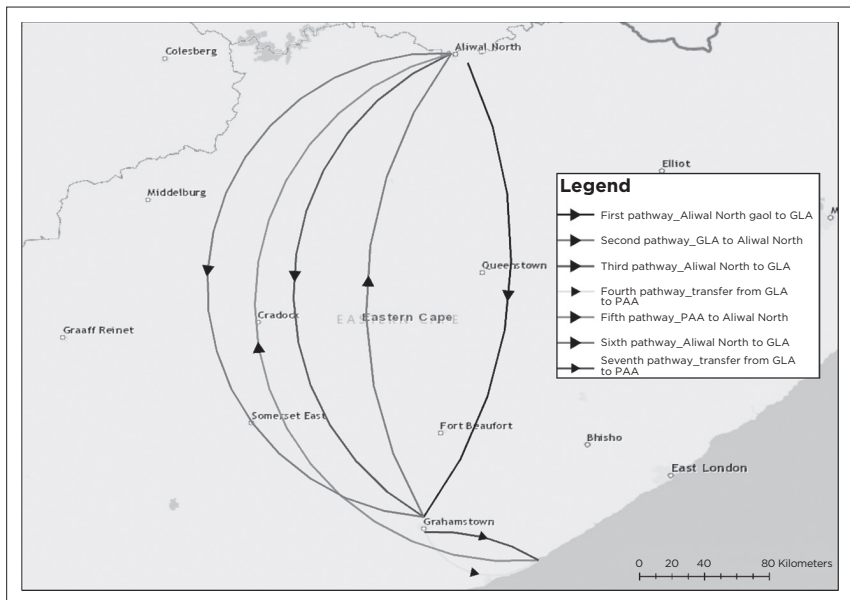 Colesberg
Aliwal North
Elliot
Middelburg
M
Legend
First pathway_Aliwal North gaol to GLA
Second pathway_GLA to Aliwal North
Third pathway_Aliwal North to GLA
Fourth pathway_transfer from GLA
to PAA
Fifth pathway_PAA to Aliwal North
Sixth pathway_Aliwal North to GLA
Seventh pathway_transfer from GLA
to PAA
Queenstown
Cradock
EASTERN CAPE
Eastern Cape
Graaff Reinet
Somerset East
Fort Beaufort
Bhisho
East London
Grahamstown
0 20 40 80 Kilometers